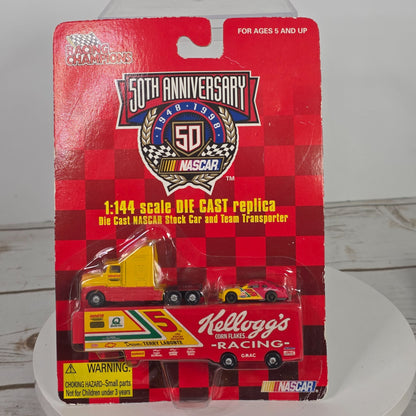 RACING CHAMPIONS
FOR AGES 5 AND UP
50TH ANNIVERSARY
1948 · 1998
50
NASCAR
TM
1:144 scale DIE CAST replica
Die Cast NASCAR Stock Car and Team Transporter
5
Kellogg's
CORN FLAKES
-RACING-
GMAC
TERRY LABONTE
WARNING:
CHOKING HAZARD-Small parts
Not for Children under 3 years
NASCAR